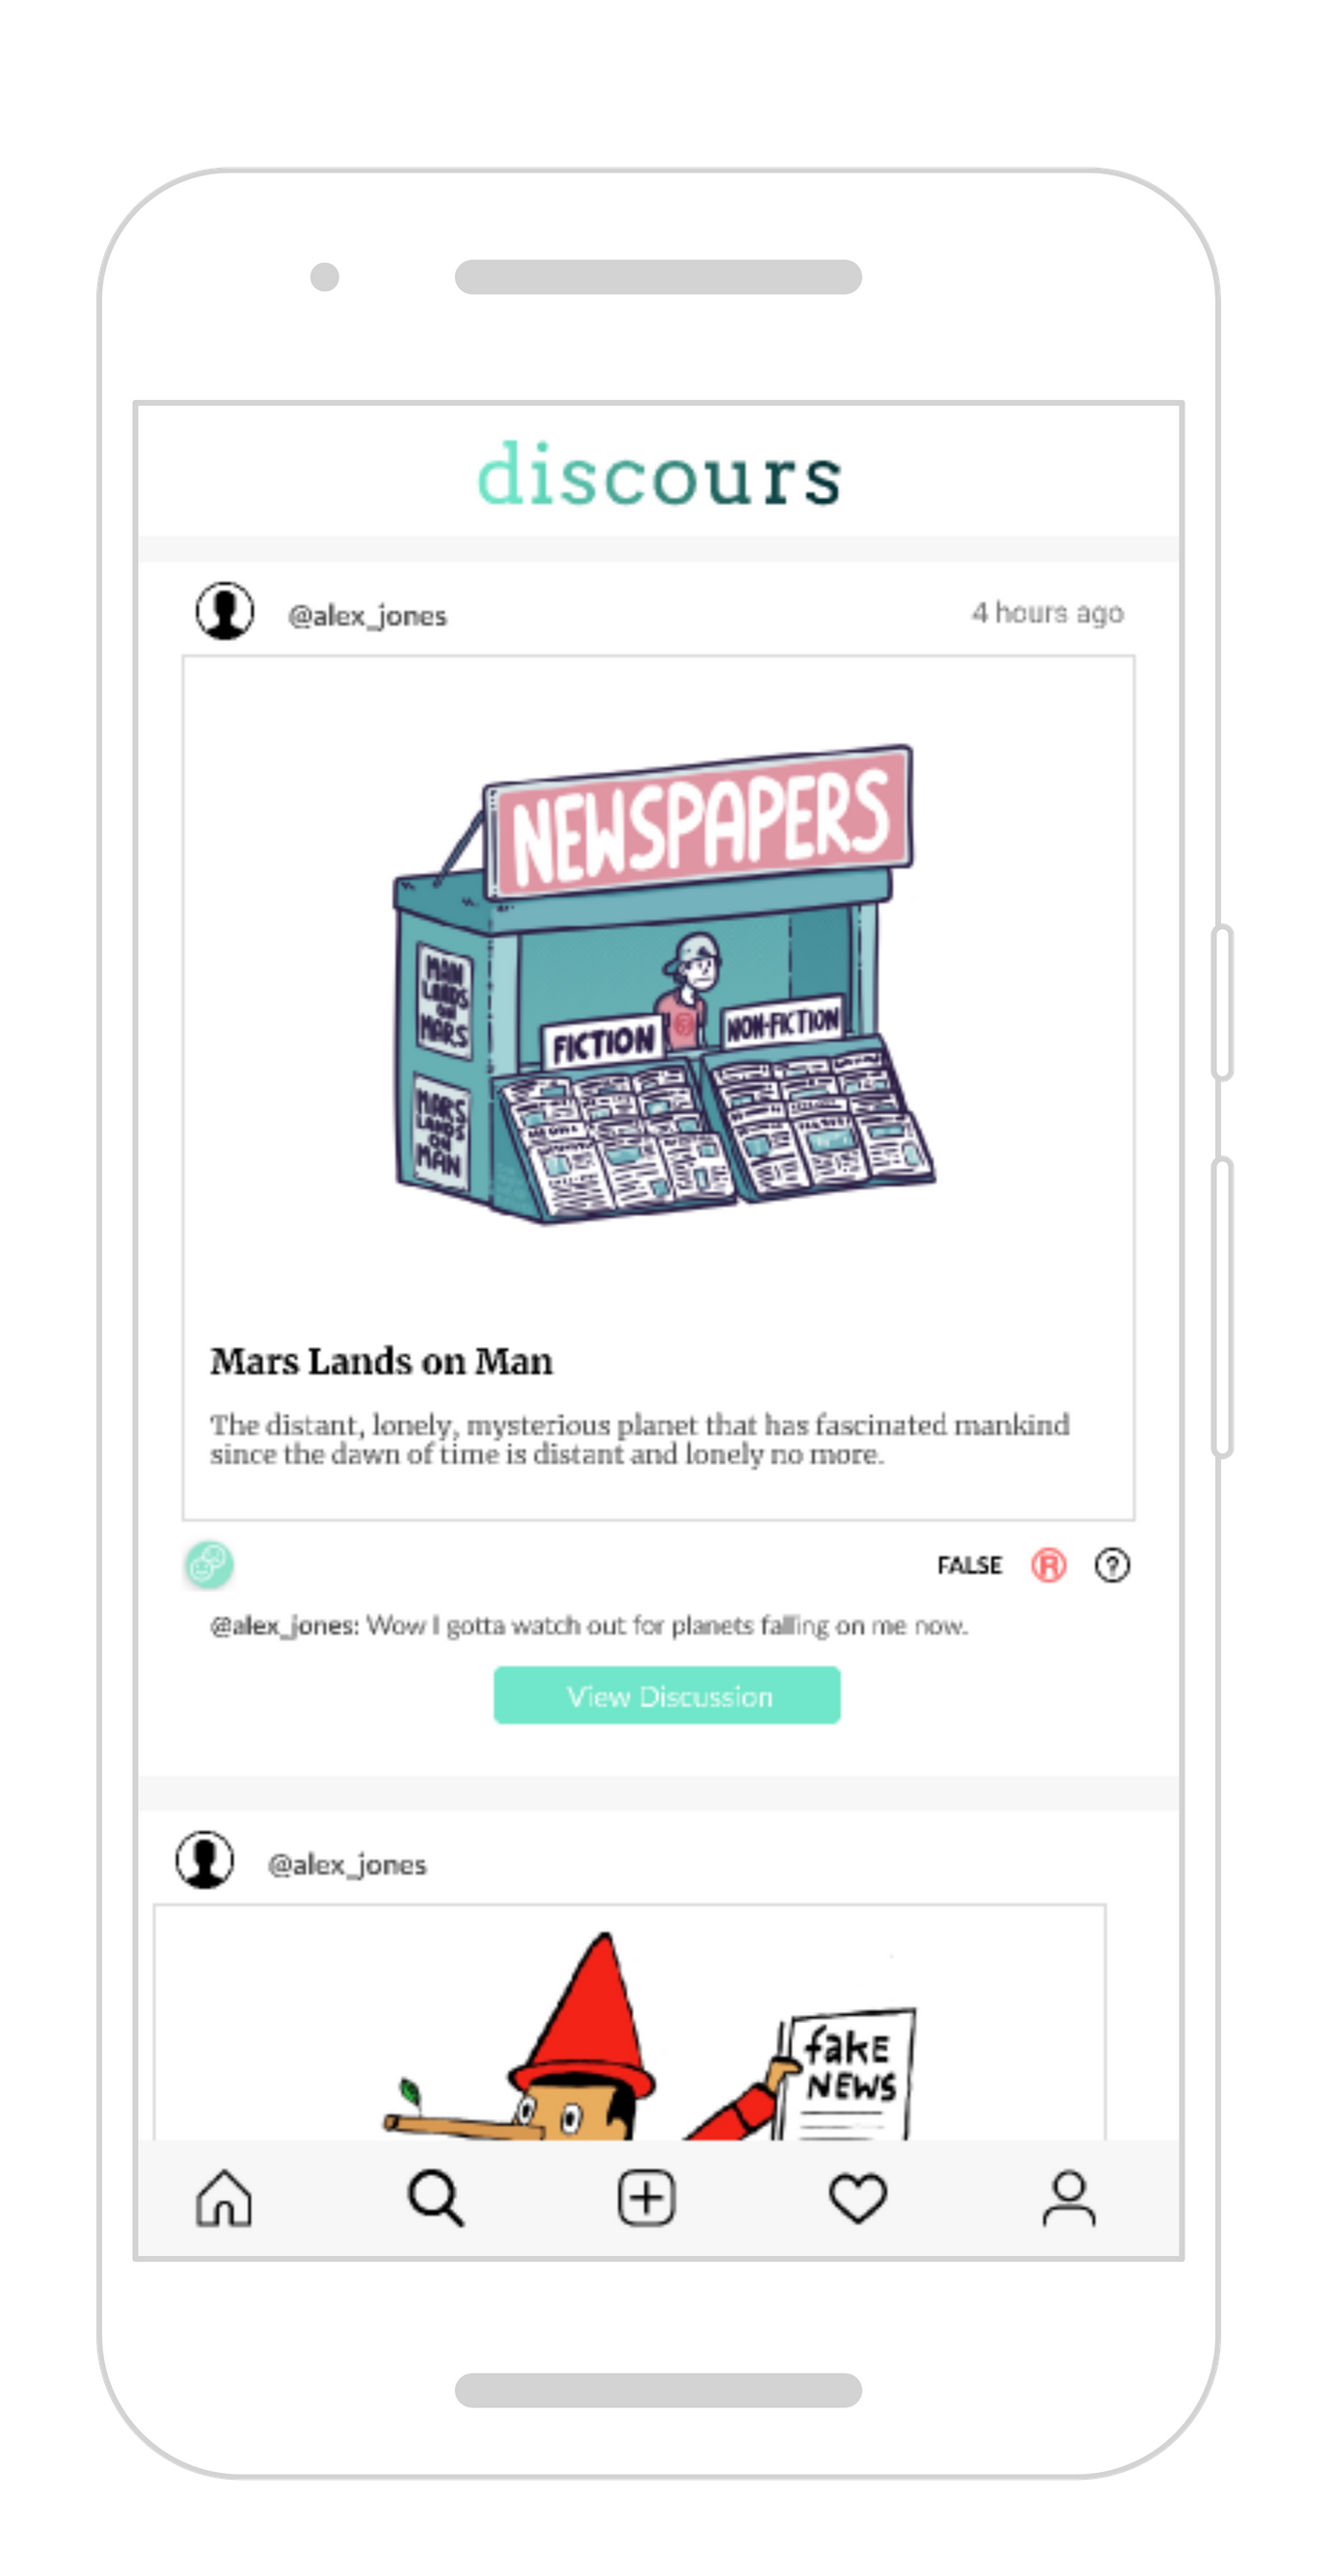 discours
@alex_jones
4 hours ago
NEWSPAPERS
MAN
LANDS
ON
MARS
FICTION
NON-FICTION
MARS
LANDS
ON
MAN
Mars Lands on Man
The distant, lonely, mysterious planet that has fascinated mankind
since the dawn of time is distant and lonely no more.
FALSE R ?
@alex_jones: Wow I gotta watch out for planets falling on me now.
View Discussion
@alex_jones
fake
NEWS